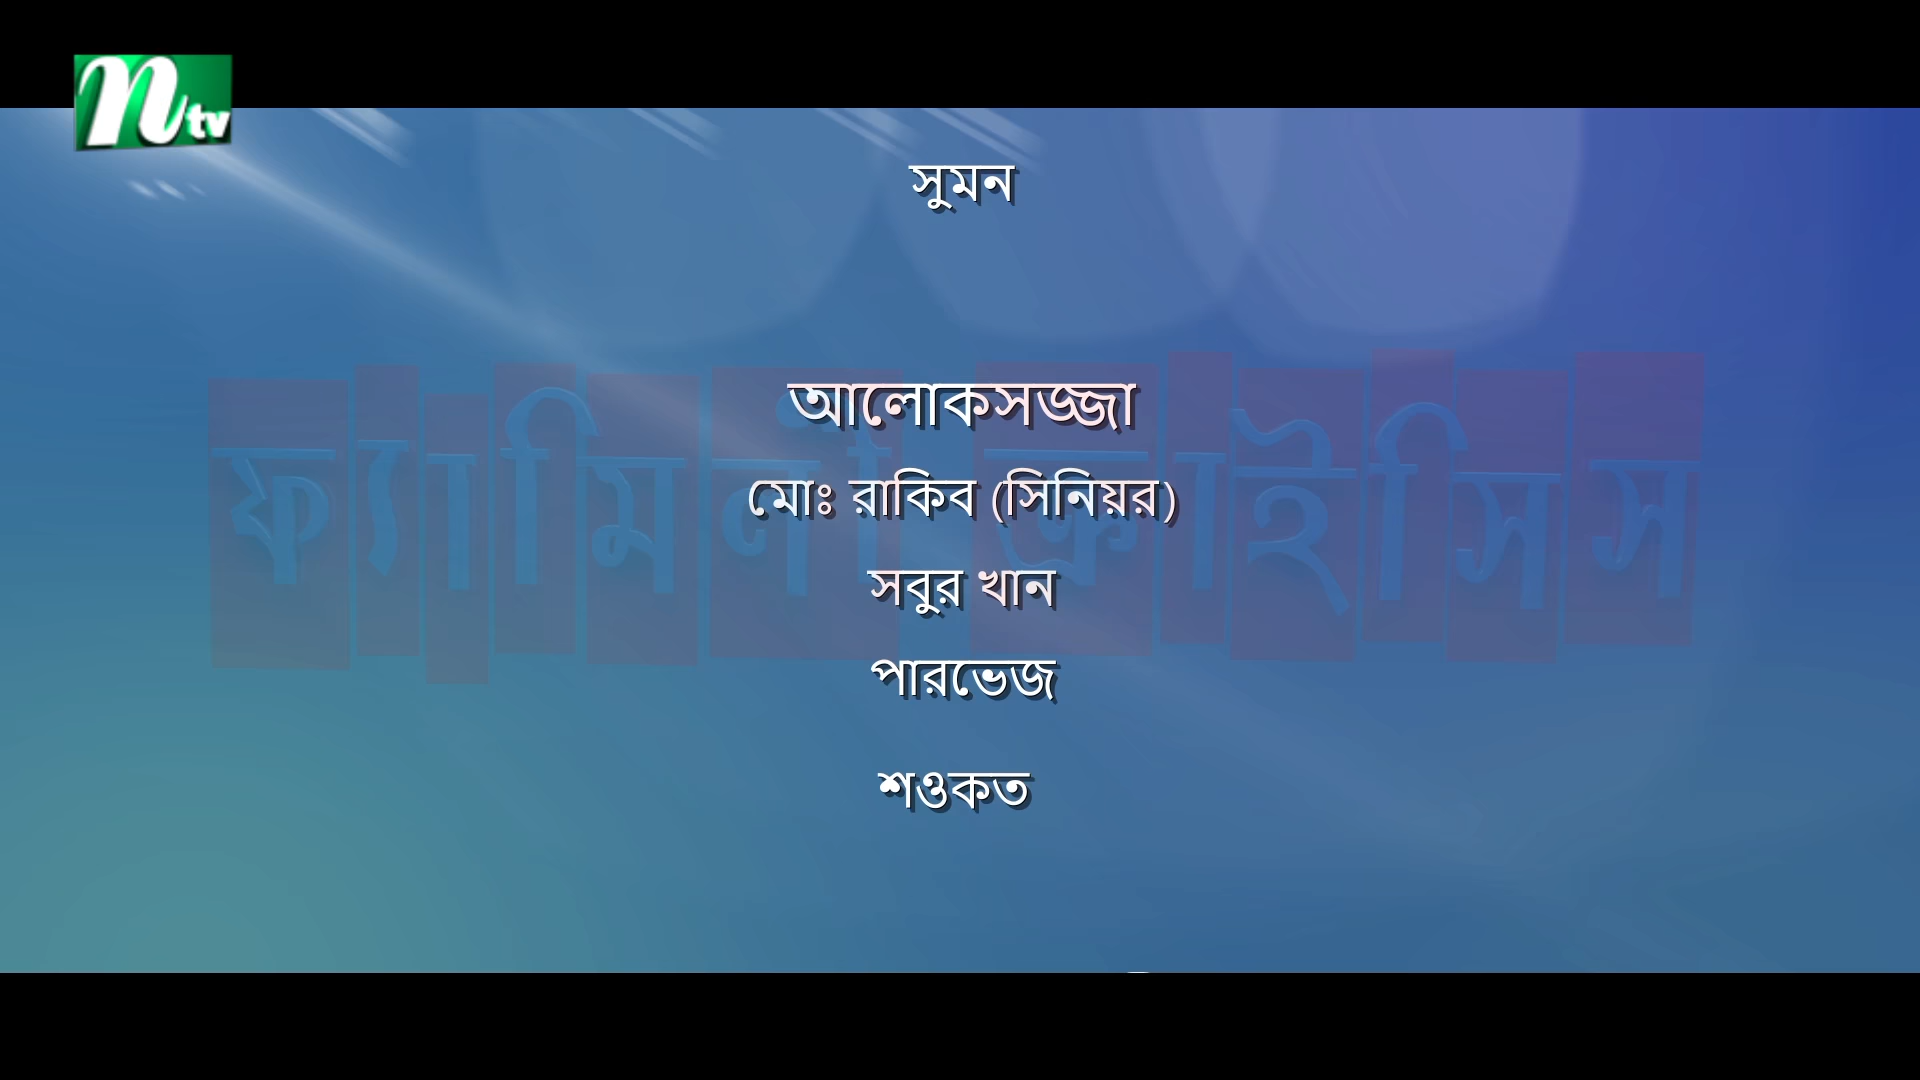 ntv
সুমন
আলোকসজ্জা
মোঃ রাকিব (সিনিয়র)
সবুর খান
পারভেজ
শওকত
ফ্যামিলী ক্রাইসিস